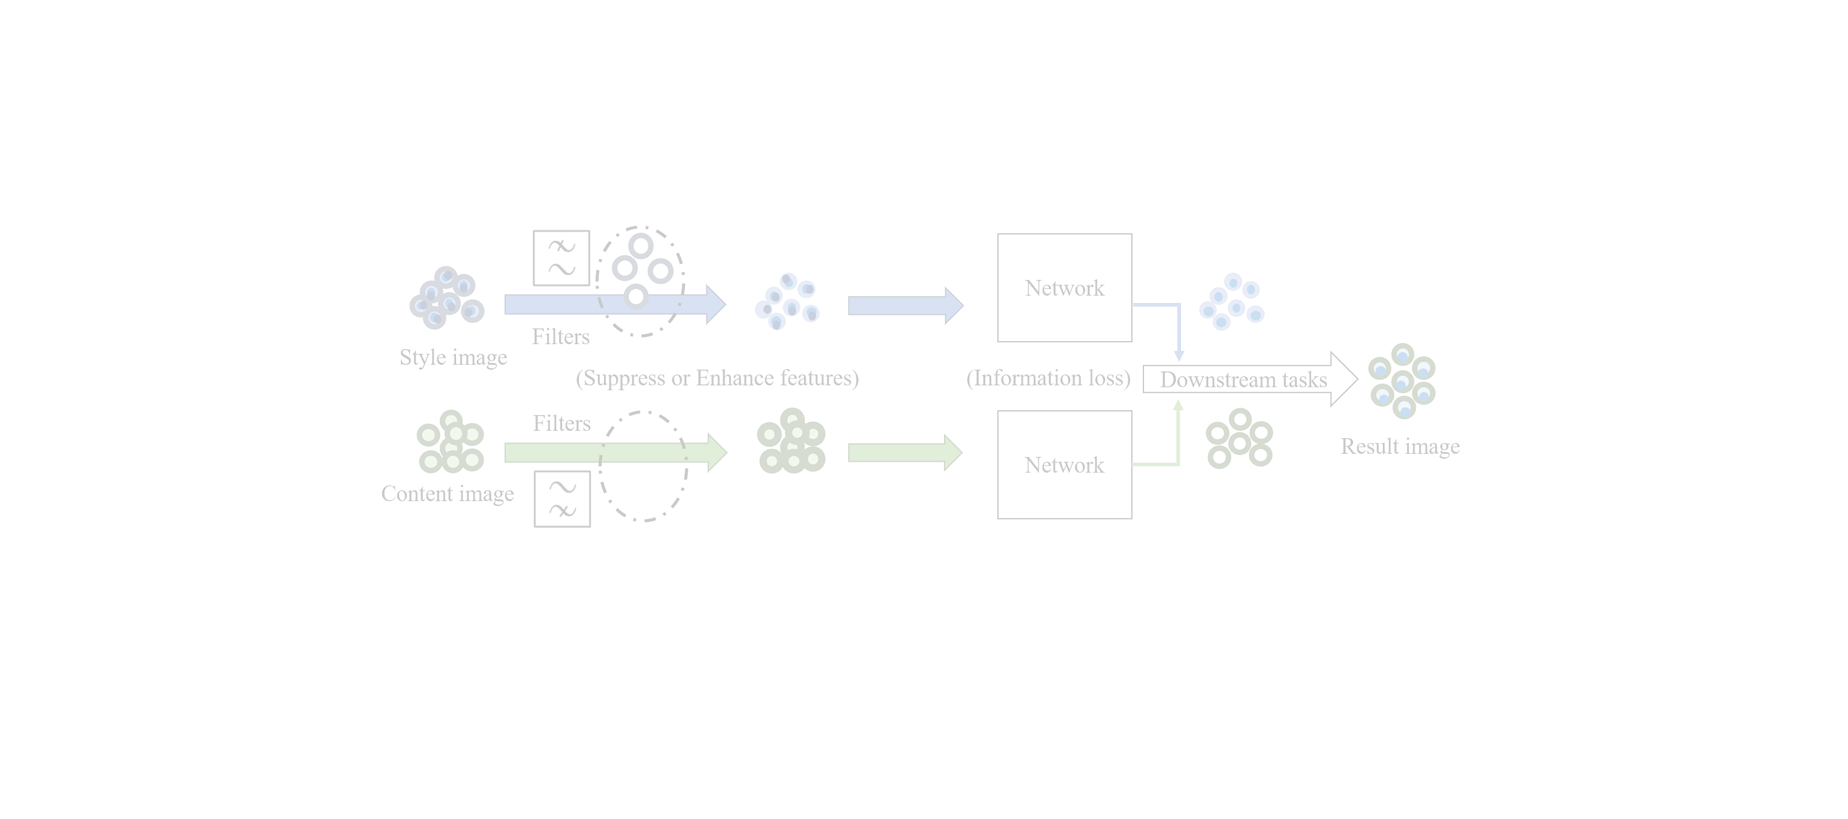 Filters
Style image
(Suppress or Enhance features)
Filters
Content image
Network
(Information loss)
Network
Downstream tasks
Result image